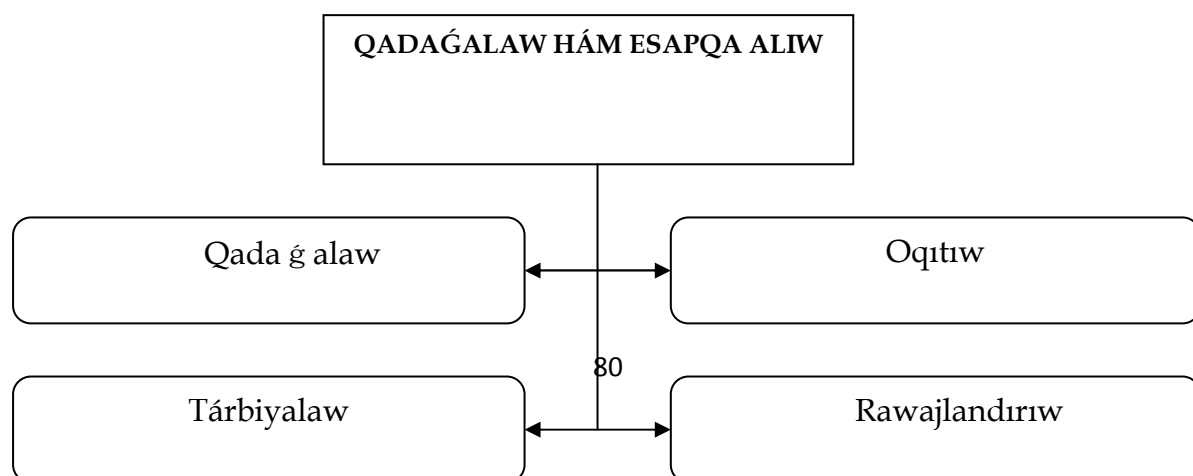 QADAǴALAW HÁM ESAPQA ALIW
Qada ǵ alaw
Oqıtıw
80
Tárbiyalaw
Rawajlandırıw